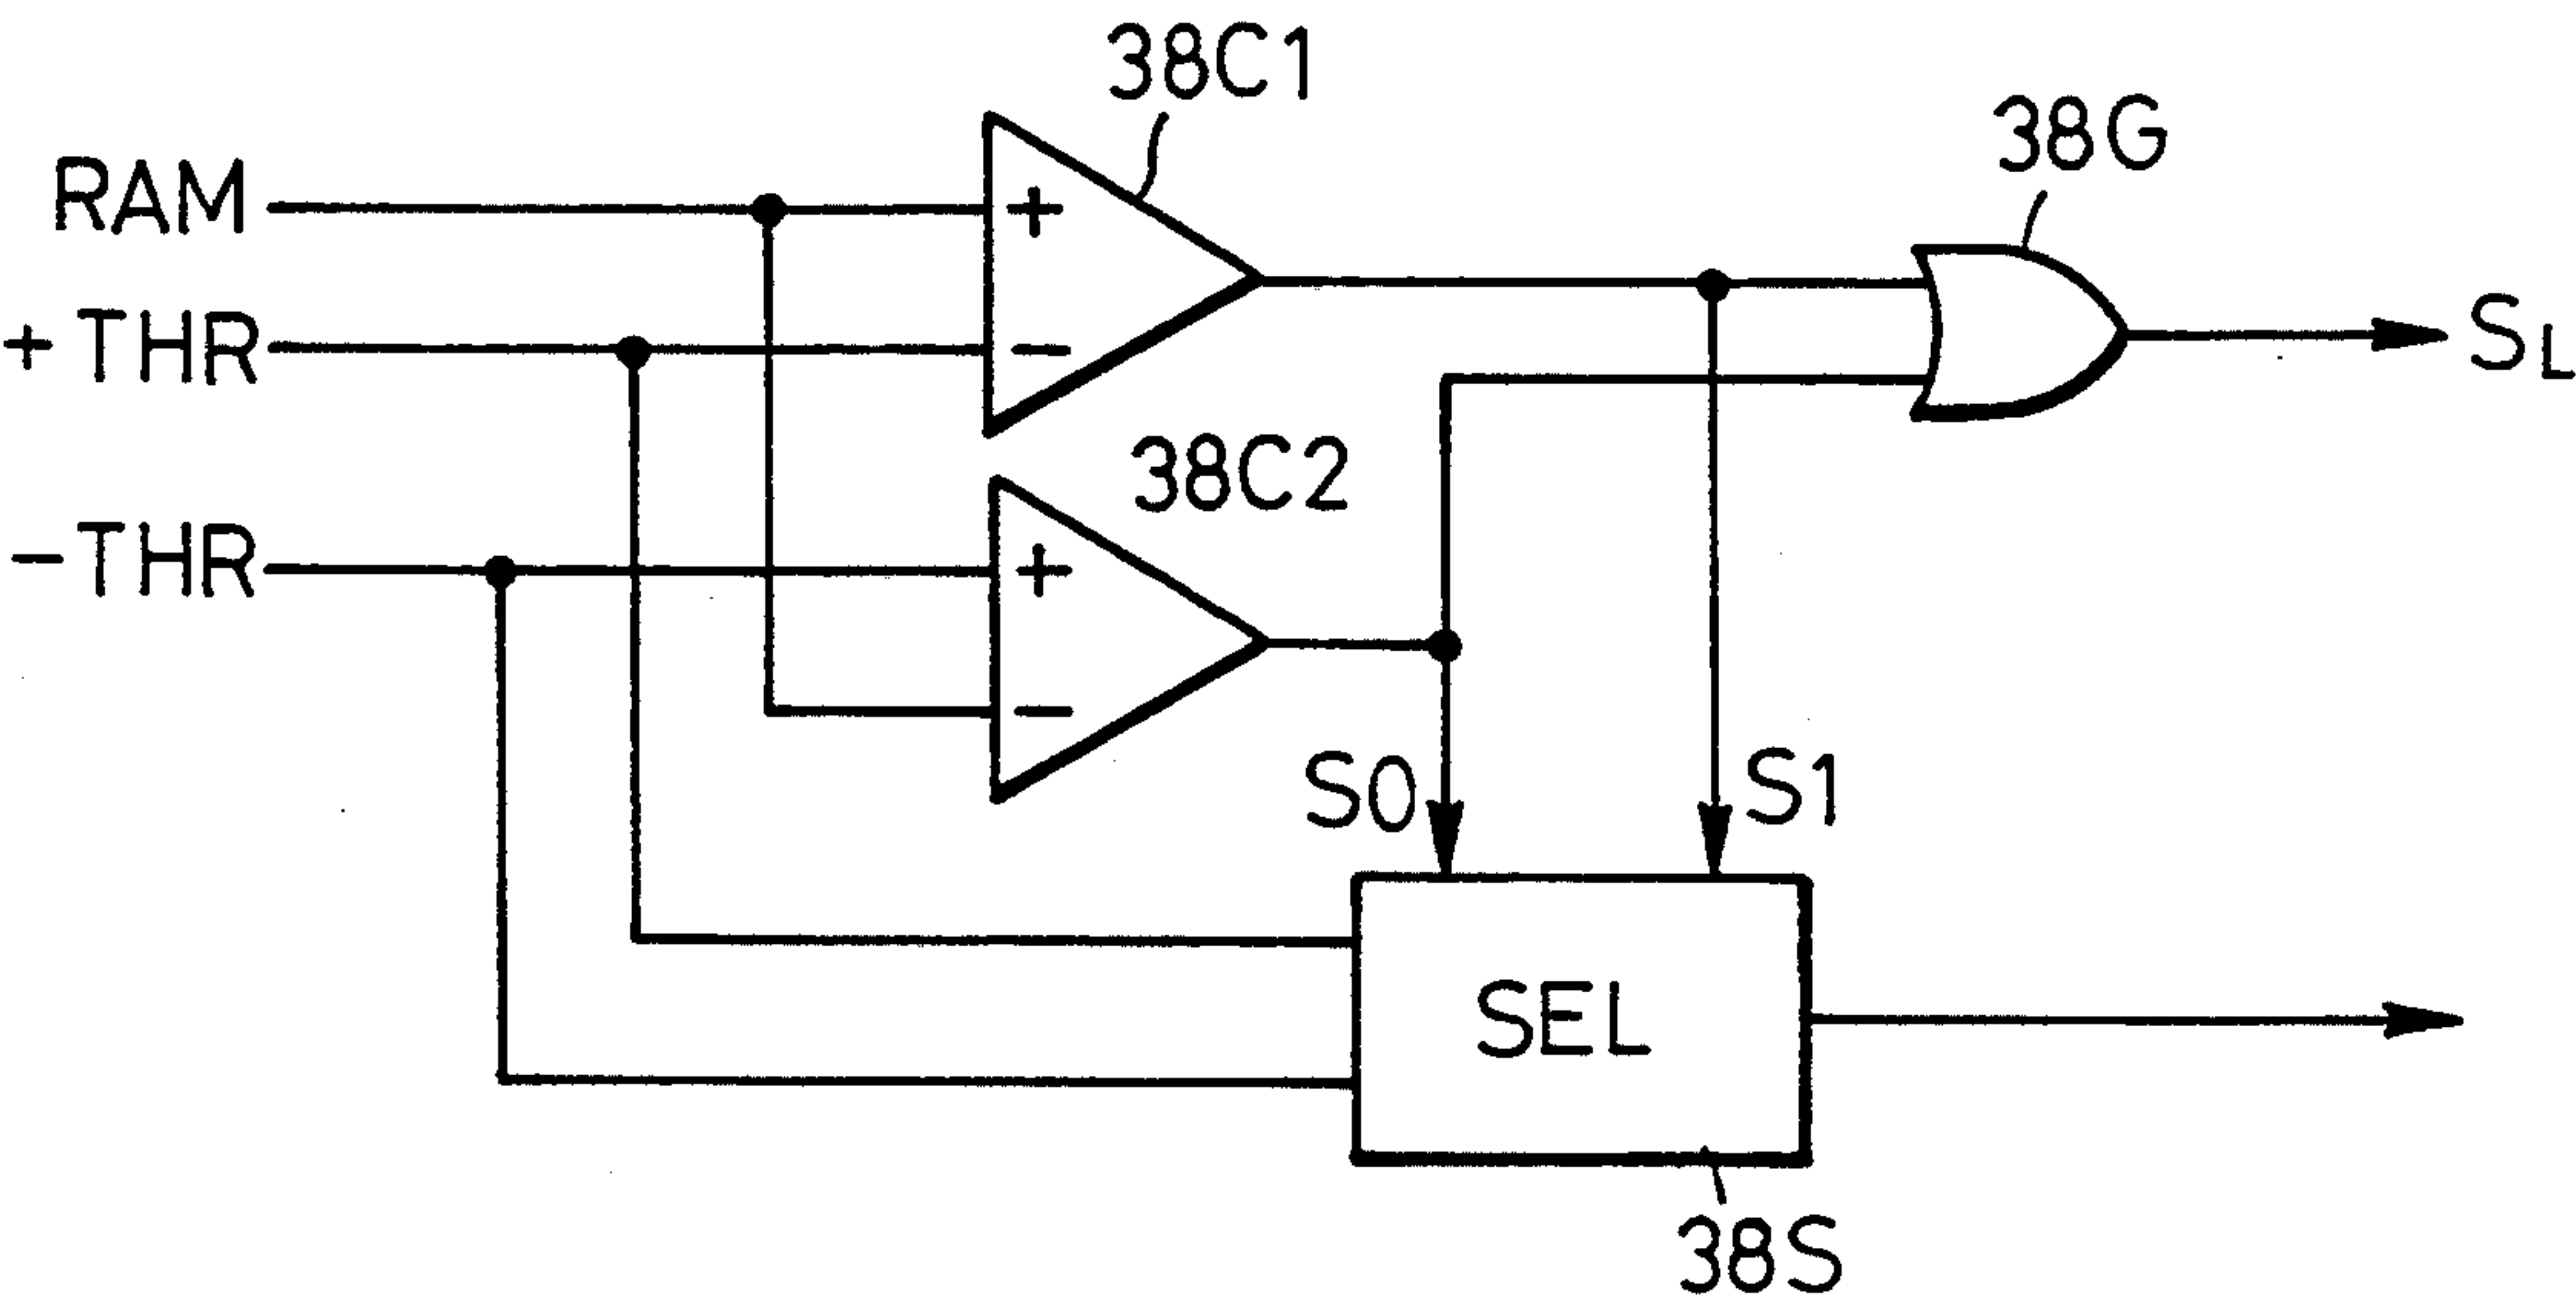 38C1
38G
RAM
+
+ THR
−
SL
38C2
− THR
+
−
S0
S1
SEL
38S